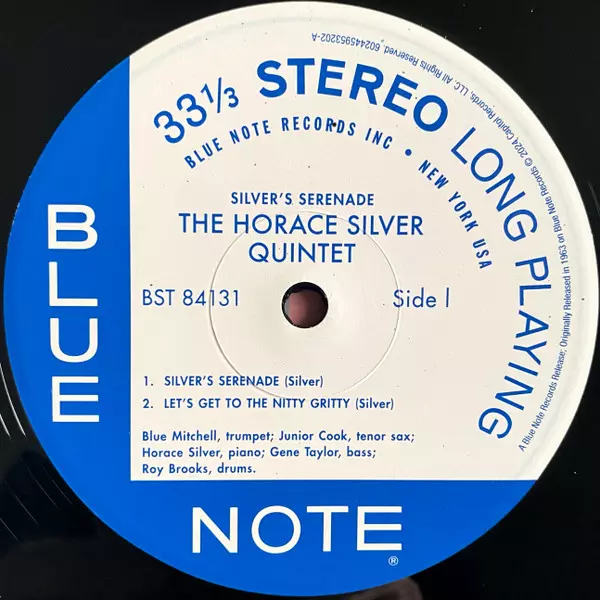 33⅓ STEREO LONG PLAYING
BLUE NOTE RECORDS INC • NEW YORK USA
A Blue Note Records Release; Originally Released in 1963 on Blue Note Records © 2024 Capitol Records, LLC. All Rights Reserved. 602445953202-A
SILVER'S SERENADE
THE HORACE SILVER
QUINTET
BST 84131 Side 1
1. SILVER'S SERENADE (Silver)
2. LET'S GET TO THE NITTY GRITTY (Silver)
Blue Mitchell, trumpet; Junior Cook, tenor sax;
Horace Silver, piano; Gene Taylor, bass;
Roy Brooks, drums.
BLUE
NOTE®